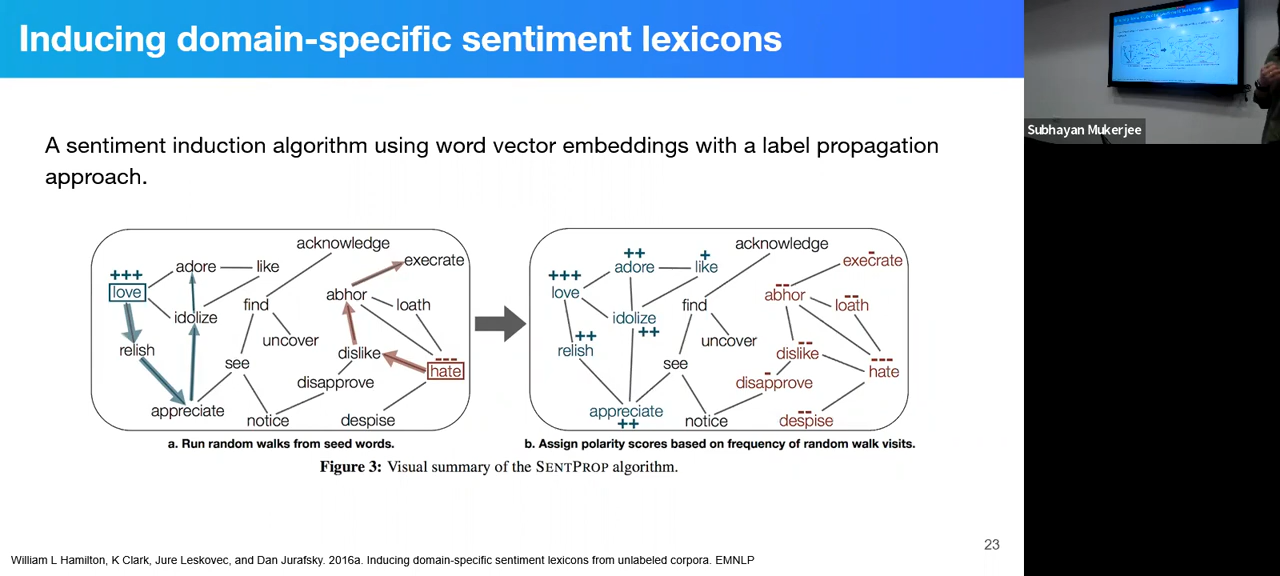 Inducing domain-specific sentiment lexicons
A sentiment induction algorithm using word vector embeddings with a label propagation
approach.
acknowledge
execrate
+++
adore
like
love
abhor
loath
find
idolize
uncover
relish
dislike
---
see
hate
disapprove
appreciate
notice
despise
a. Run random walks from seed words.
acknowledge
++
+
-
execrate
+++
adore
like
love
--
abhor
--
loath
find
idolize
++
++
uncover
relish
--
dislike
---
see
hate
-
disapprove
appreciate
++
notice
--
despise
b. Assign polarity scores based on frequency of random walk visits.
Figure 3: Visual summary of the SENTPROP algorithm.
23
William L Hamilton, K Clark, Jure Leskovec, and Dan Jurafsky. 2016a. Inducing domain-specific sentiment lexicons from unlabeled corpora. EMNLP
Subhayan Mukerjee